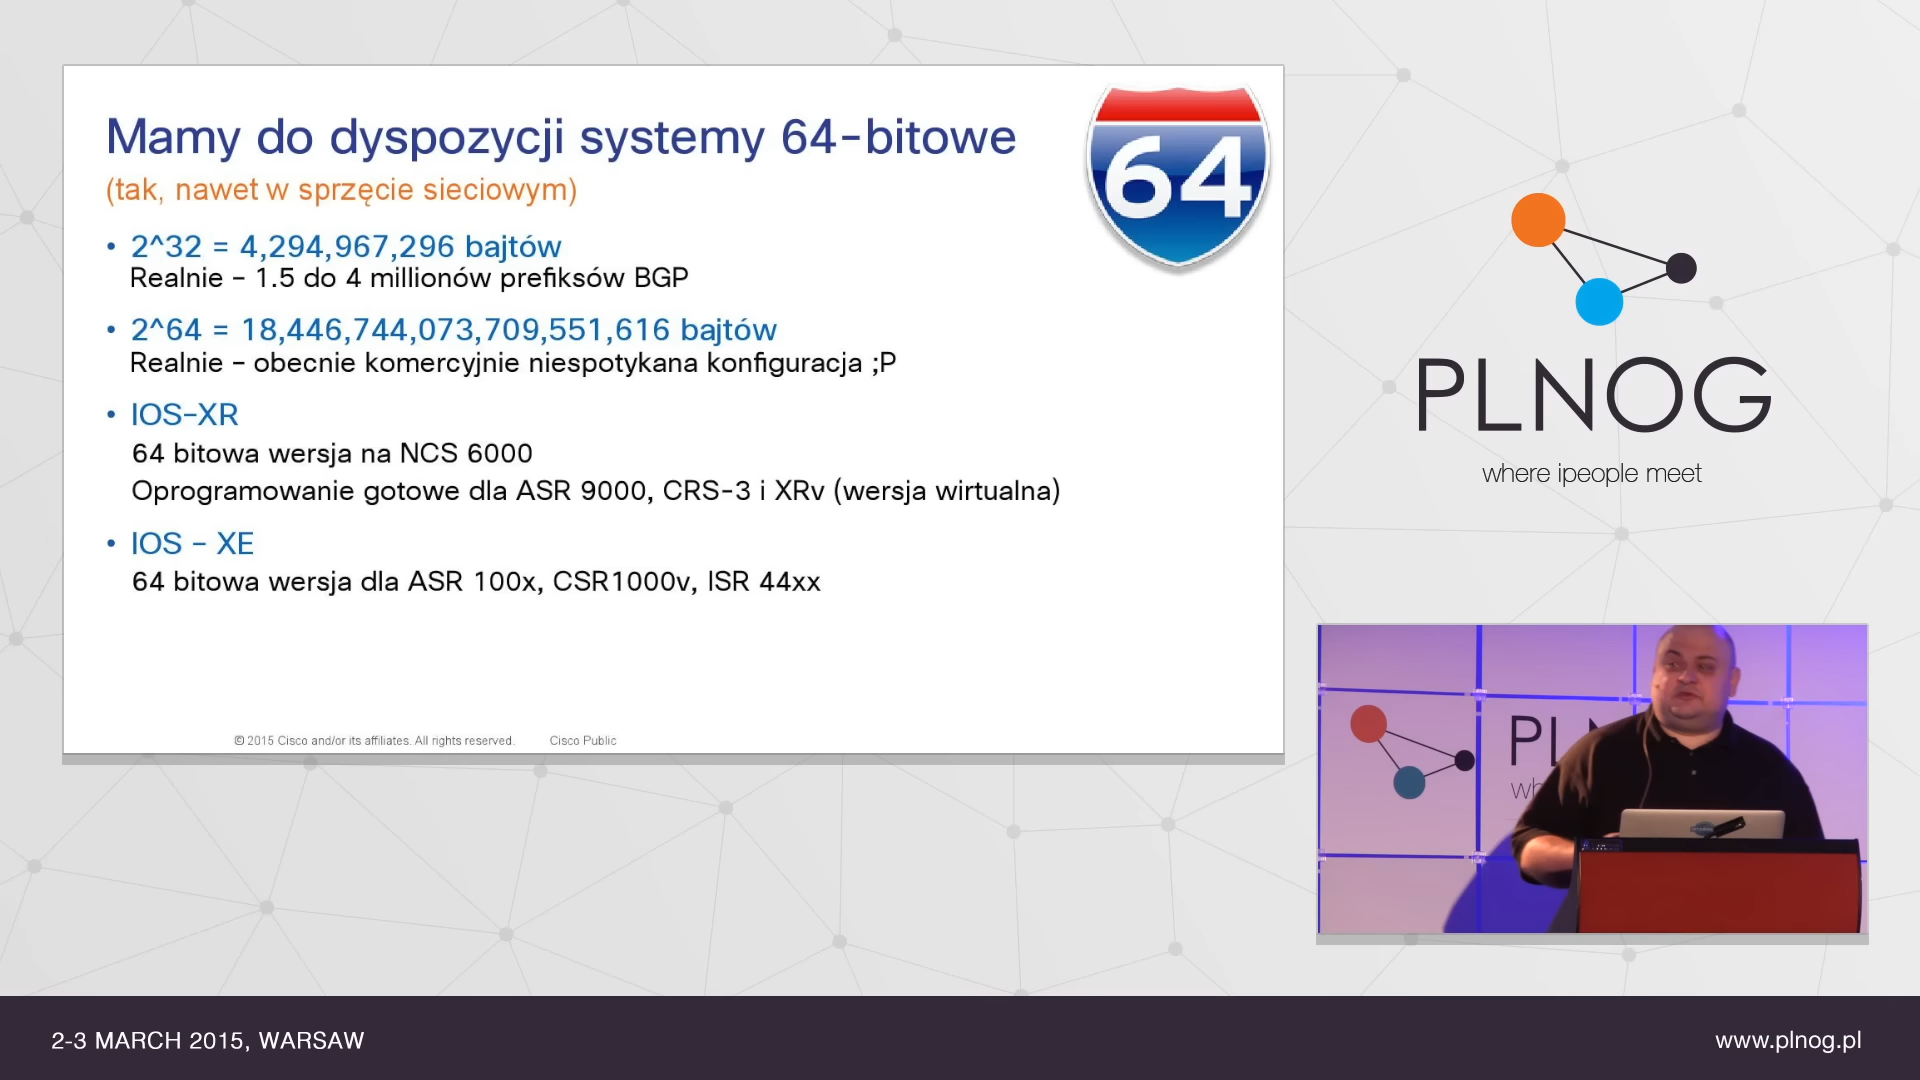 Mamy do dyspozycji systemy 64-bitowe
(tak, nawet w sprzęcie sieciowym)
64
• 2^32 = 4,294,967,296 bajtów
Realnie – 1.5 do 4 millionów prefiksów BGP
• 2^64 = 18,446,744,073,709,551,616 bajtów
Realnie – obecnie komercyjnie niespotykana konfiguracja ;P
• IOS-XR
64 bitowa wersja na NCS 6000
Oprogramowanie gotowe dla ASR 9000, CRS-3 i XRv (wersja wirtualna)
• IOS – XE
64 bitowa wersja dla ASR 100x, CSR1000v, ISR 44xx
© 2015 Cisco and/or its affiliates. All rights reserved. Cisco Public
PLNOG
where ipeople meet
PLN
wh
2-3 MARCH 2015, WARSAW
www.plnog.pl